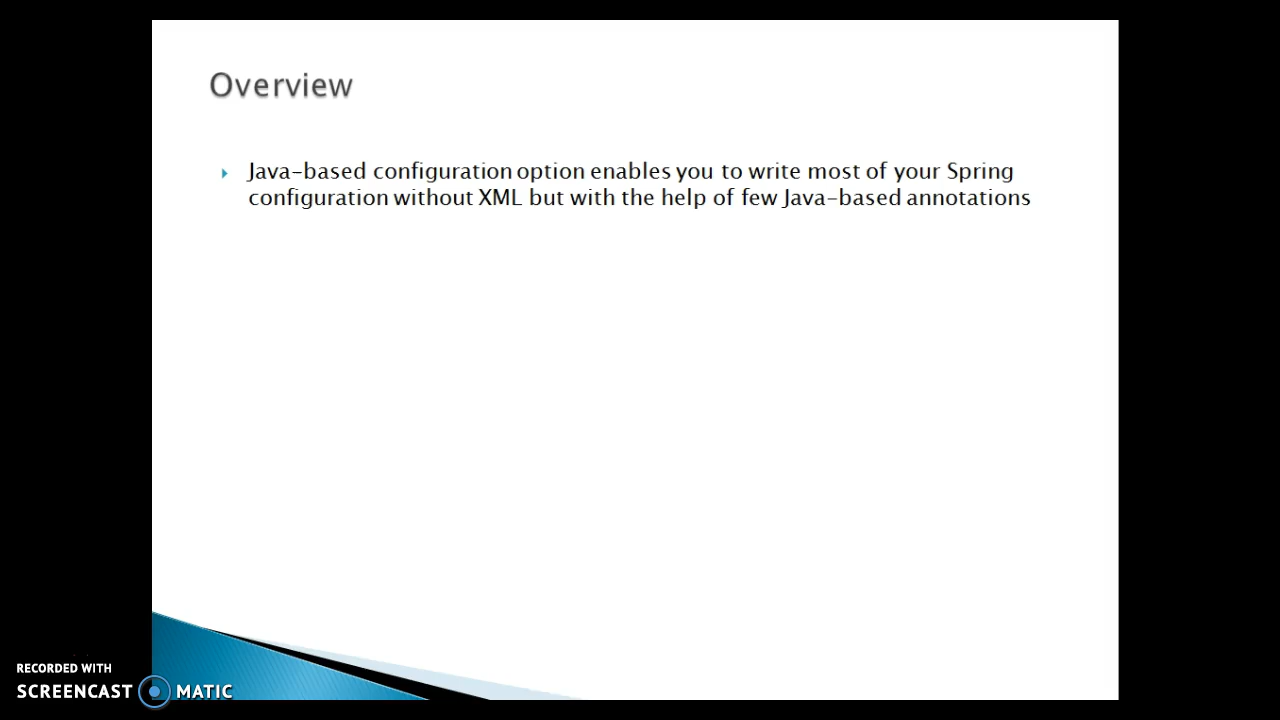 Overview
Java-based configuration option enables you to write most of your Spring
configuration without XML but with the help of few Java-based annotations
RECORDED WITH
SCREENCAST MATIC